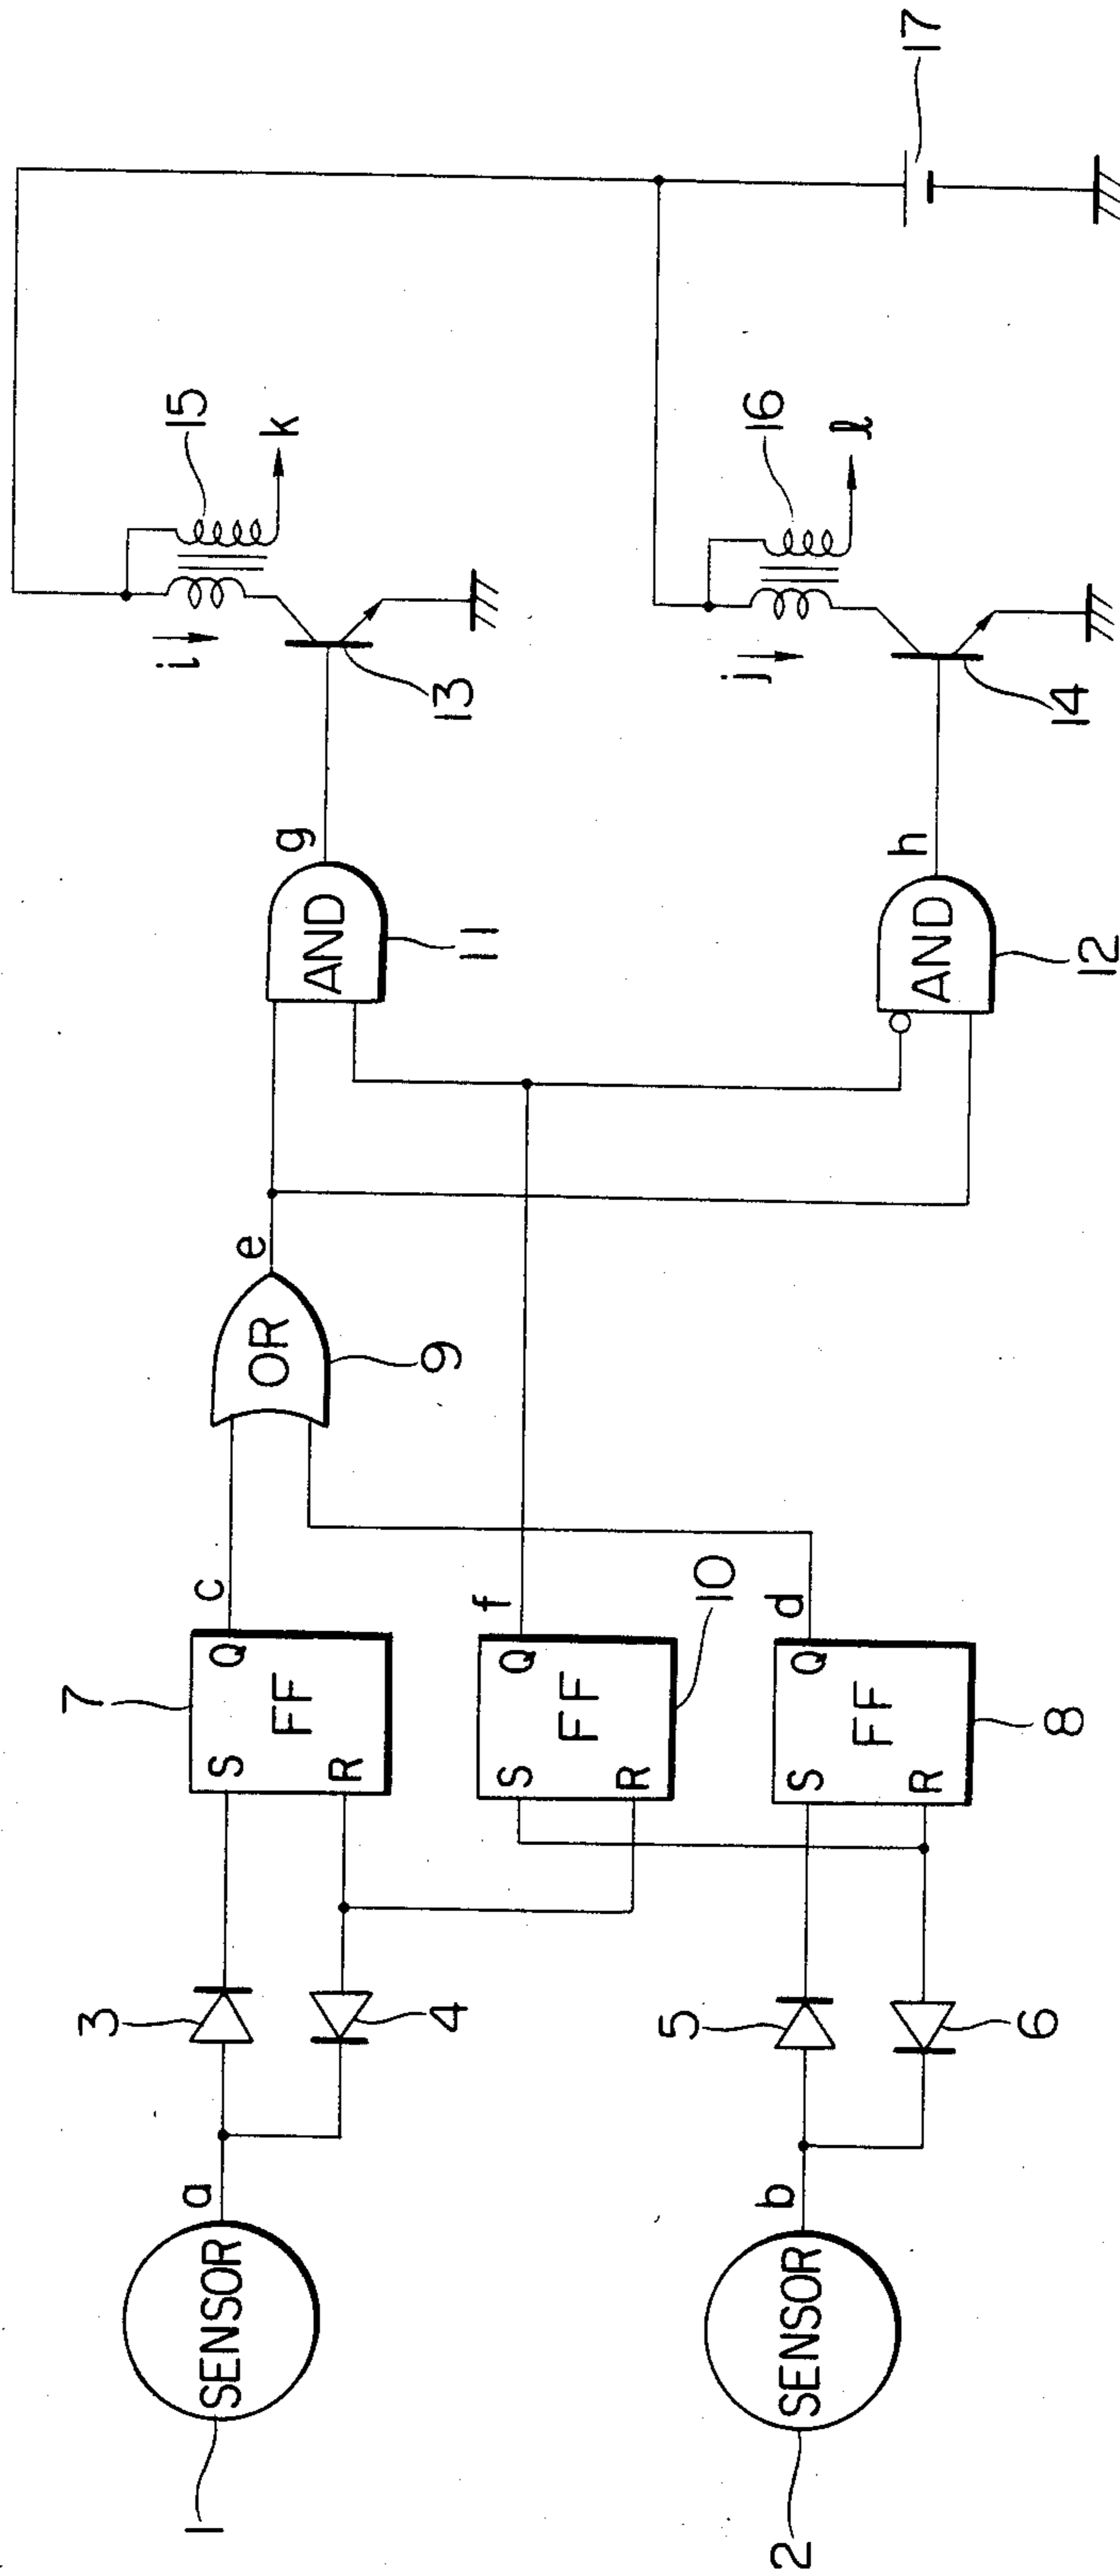 15
k
i
13
17
16
l
j
14
g
AND
11
h
AND
12
e
OR
9
c
7
S
Q
FF
R
f
S
Q
FF
R
10
d
S
Q
FF
R
8
3
4
5
6
a
SENSOR
1
b
SENSOR
2